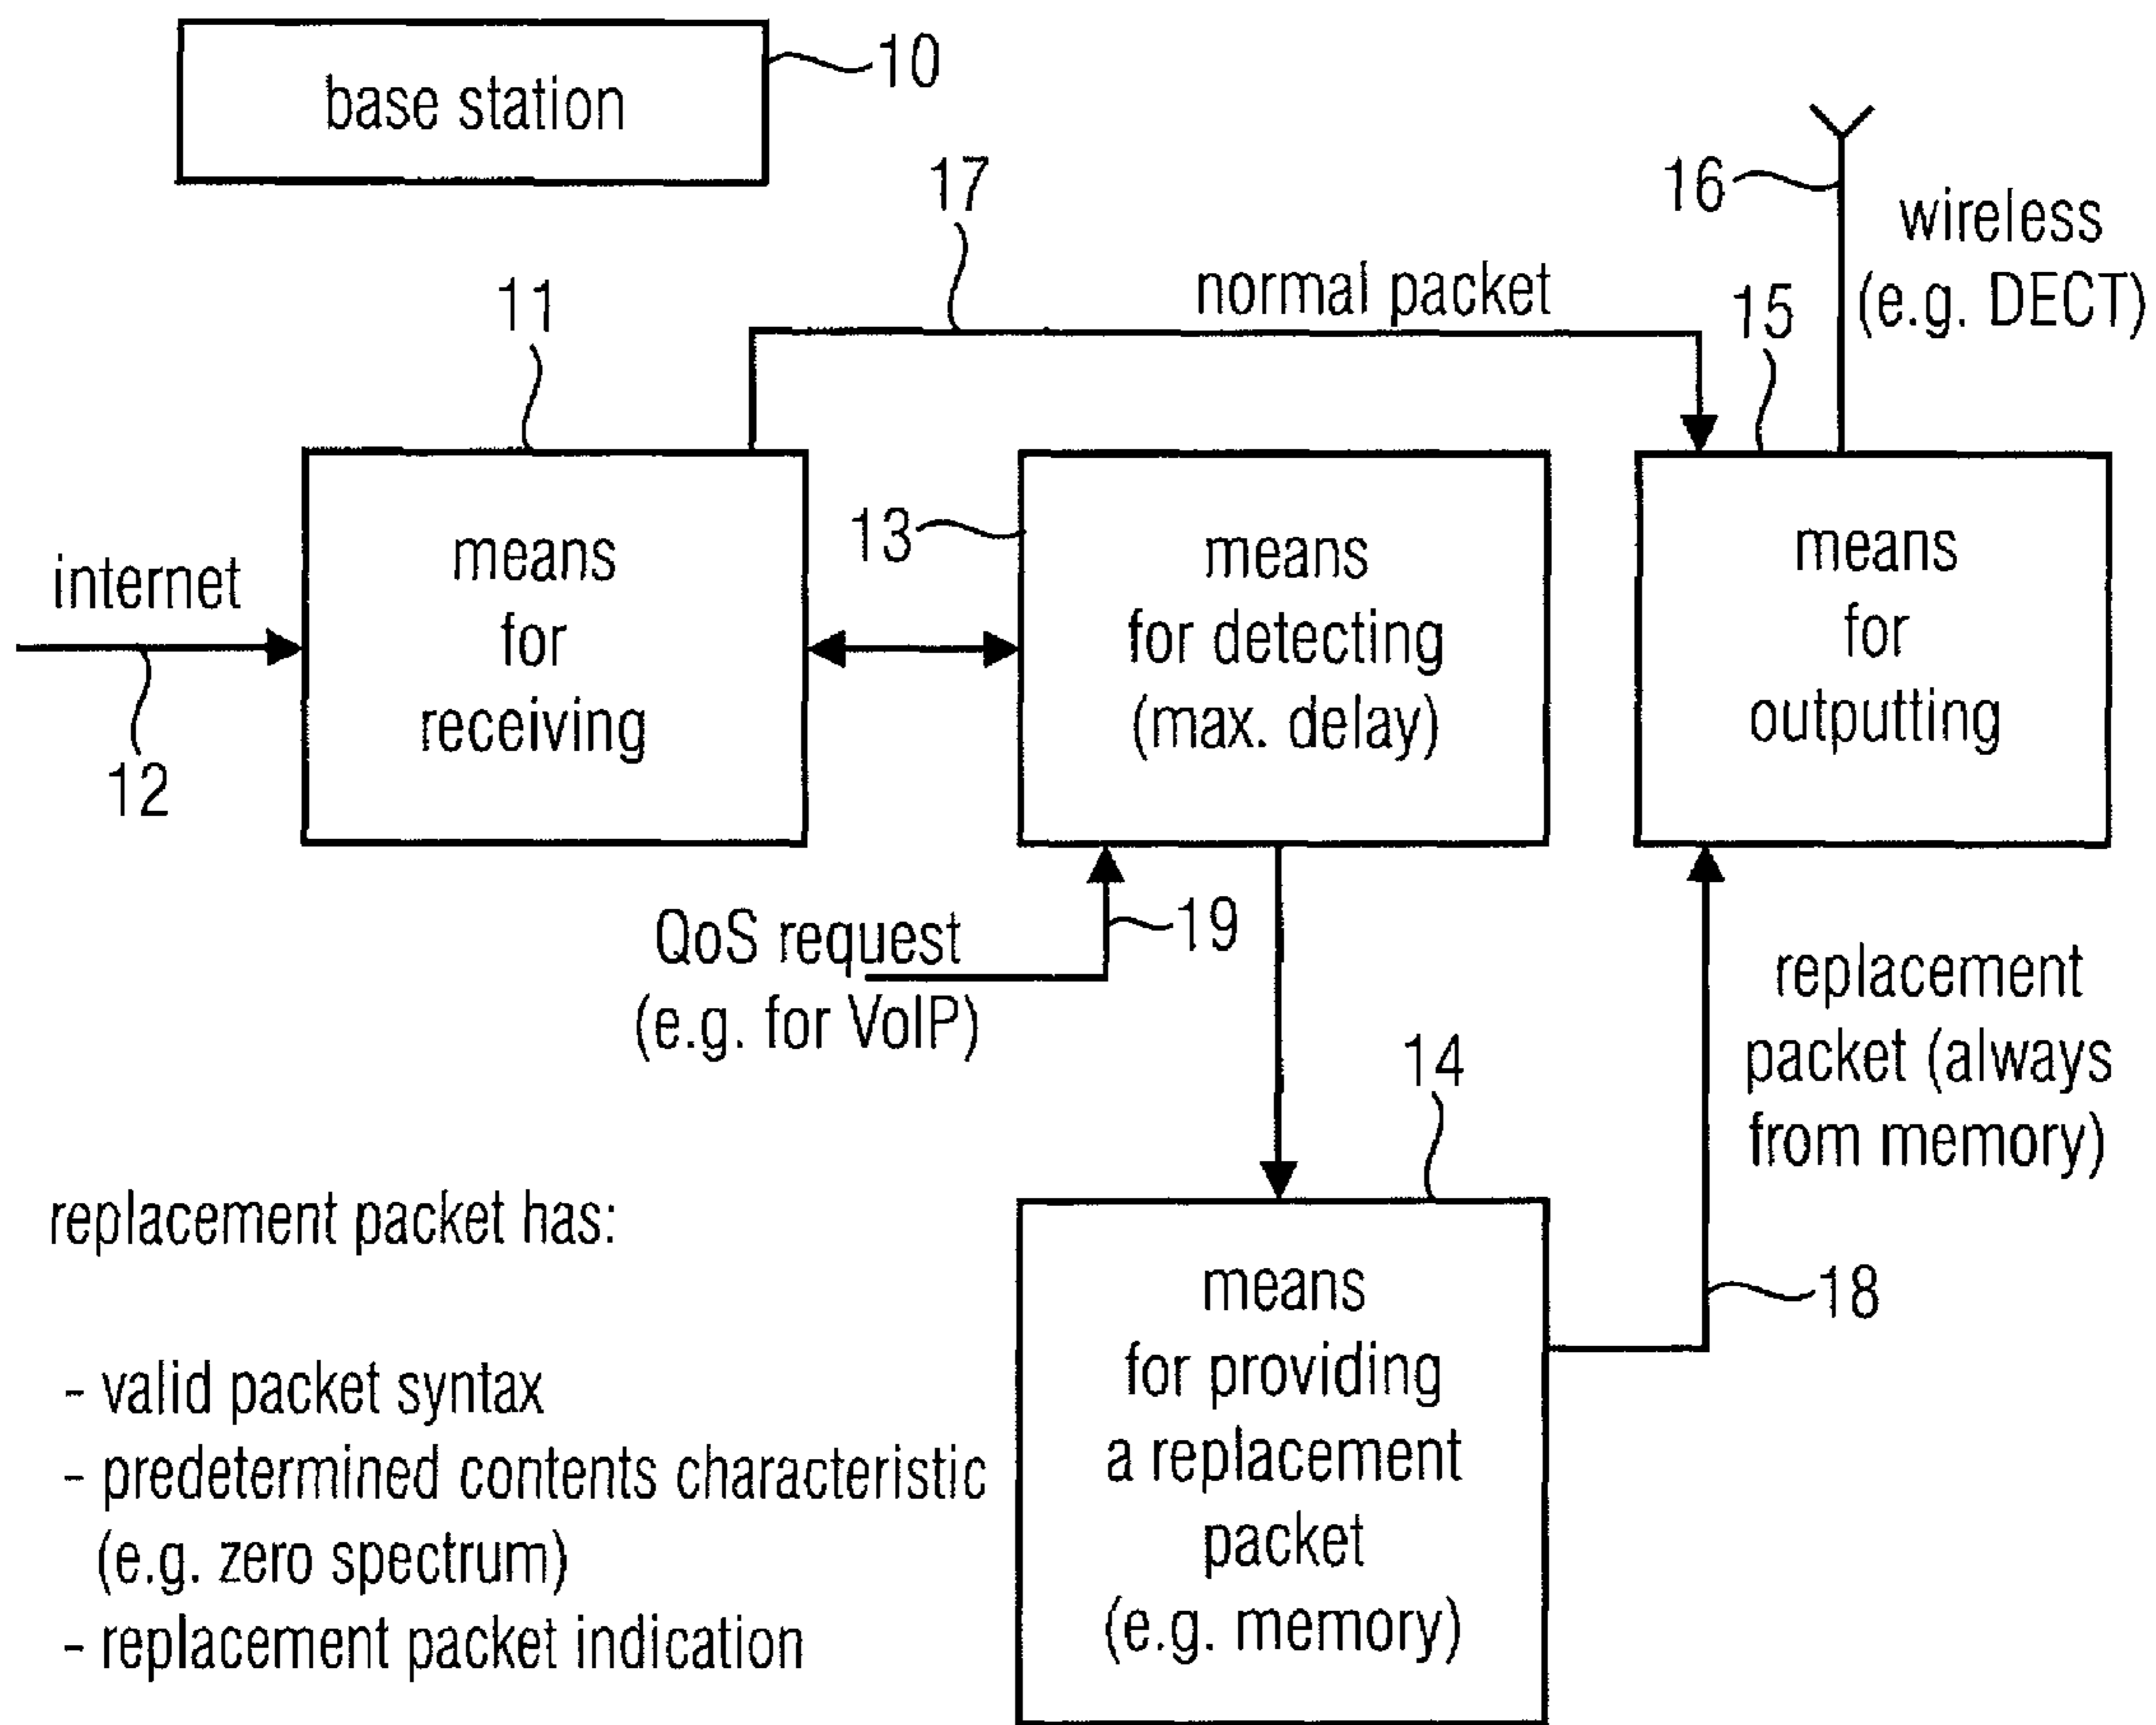 base station
10
16
wireless
(e.g. DECT)
17
normal packet
11
15
internet
12
means
for
receiving
13
means
for detecting
(max. delay)
means
for
outputting
QoS request
(e.g. for VoIP)
19
replacement
packet (always
from memory)
14
18
means
for providing
a replacement
packet
(e.g. memory)
replacement packet has:
- valid packet syntax
- predetermined contents characteristic
(e.g. zero spectrum)
- replacement packet indication